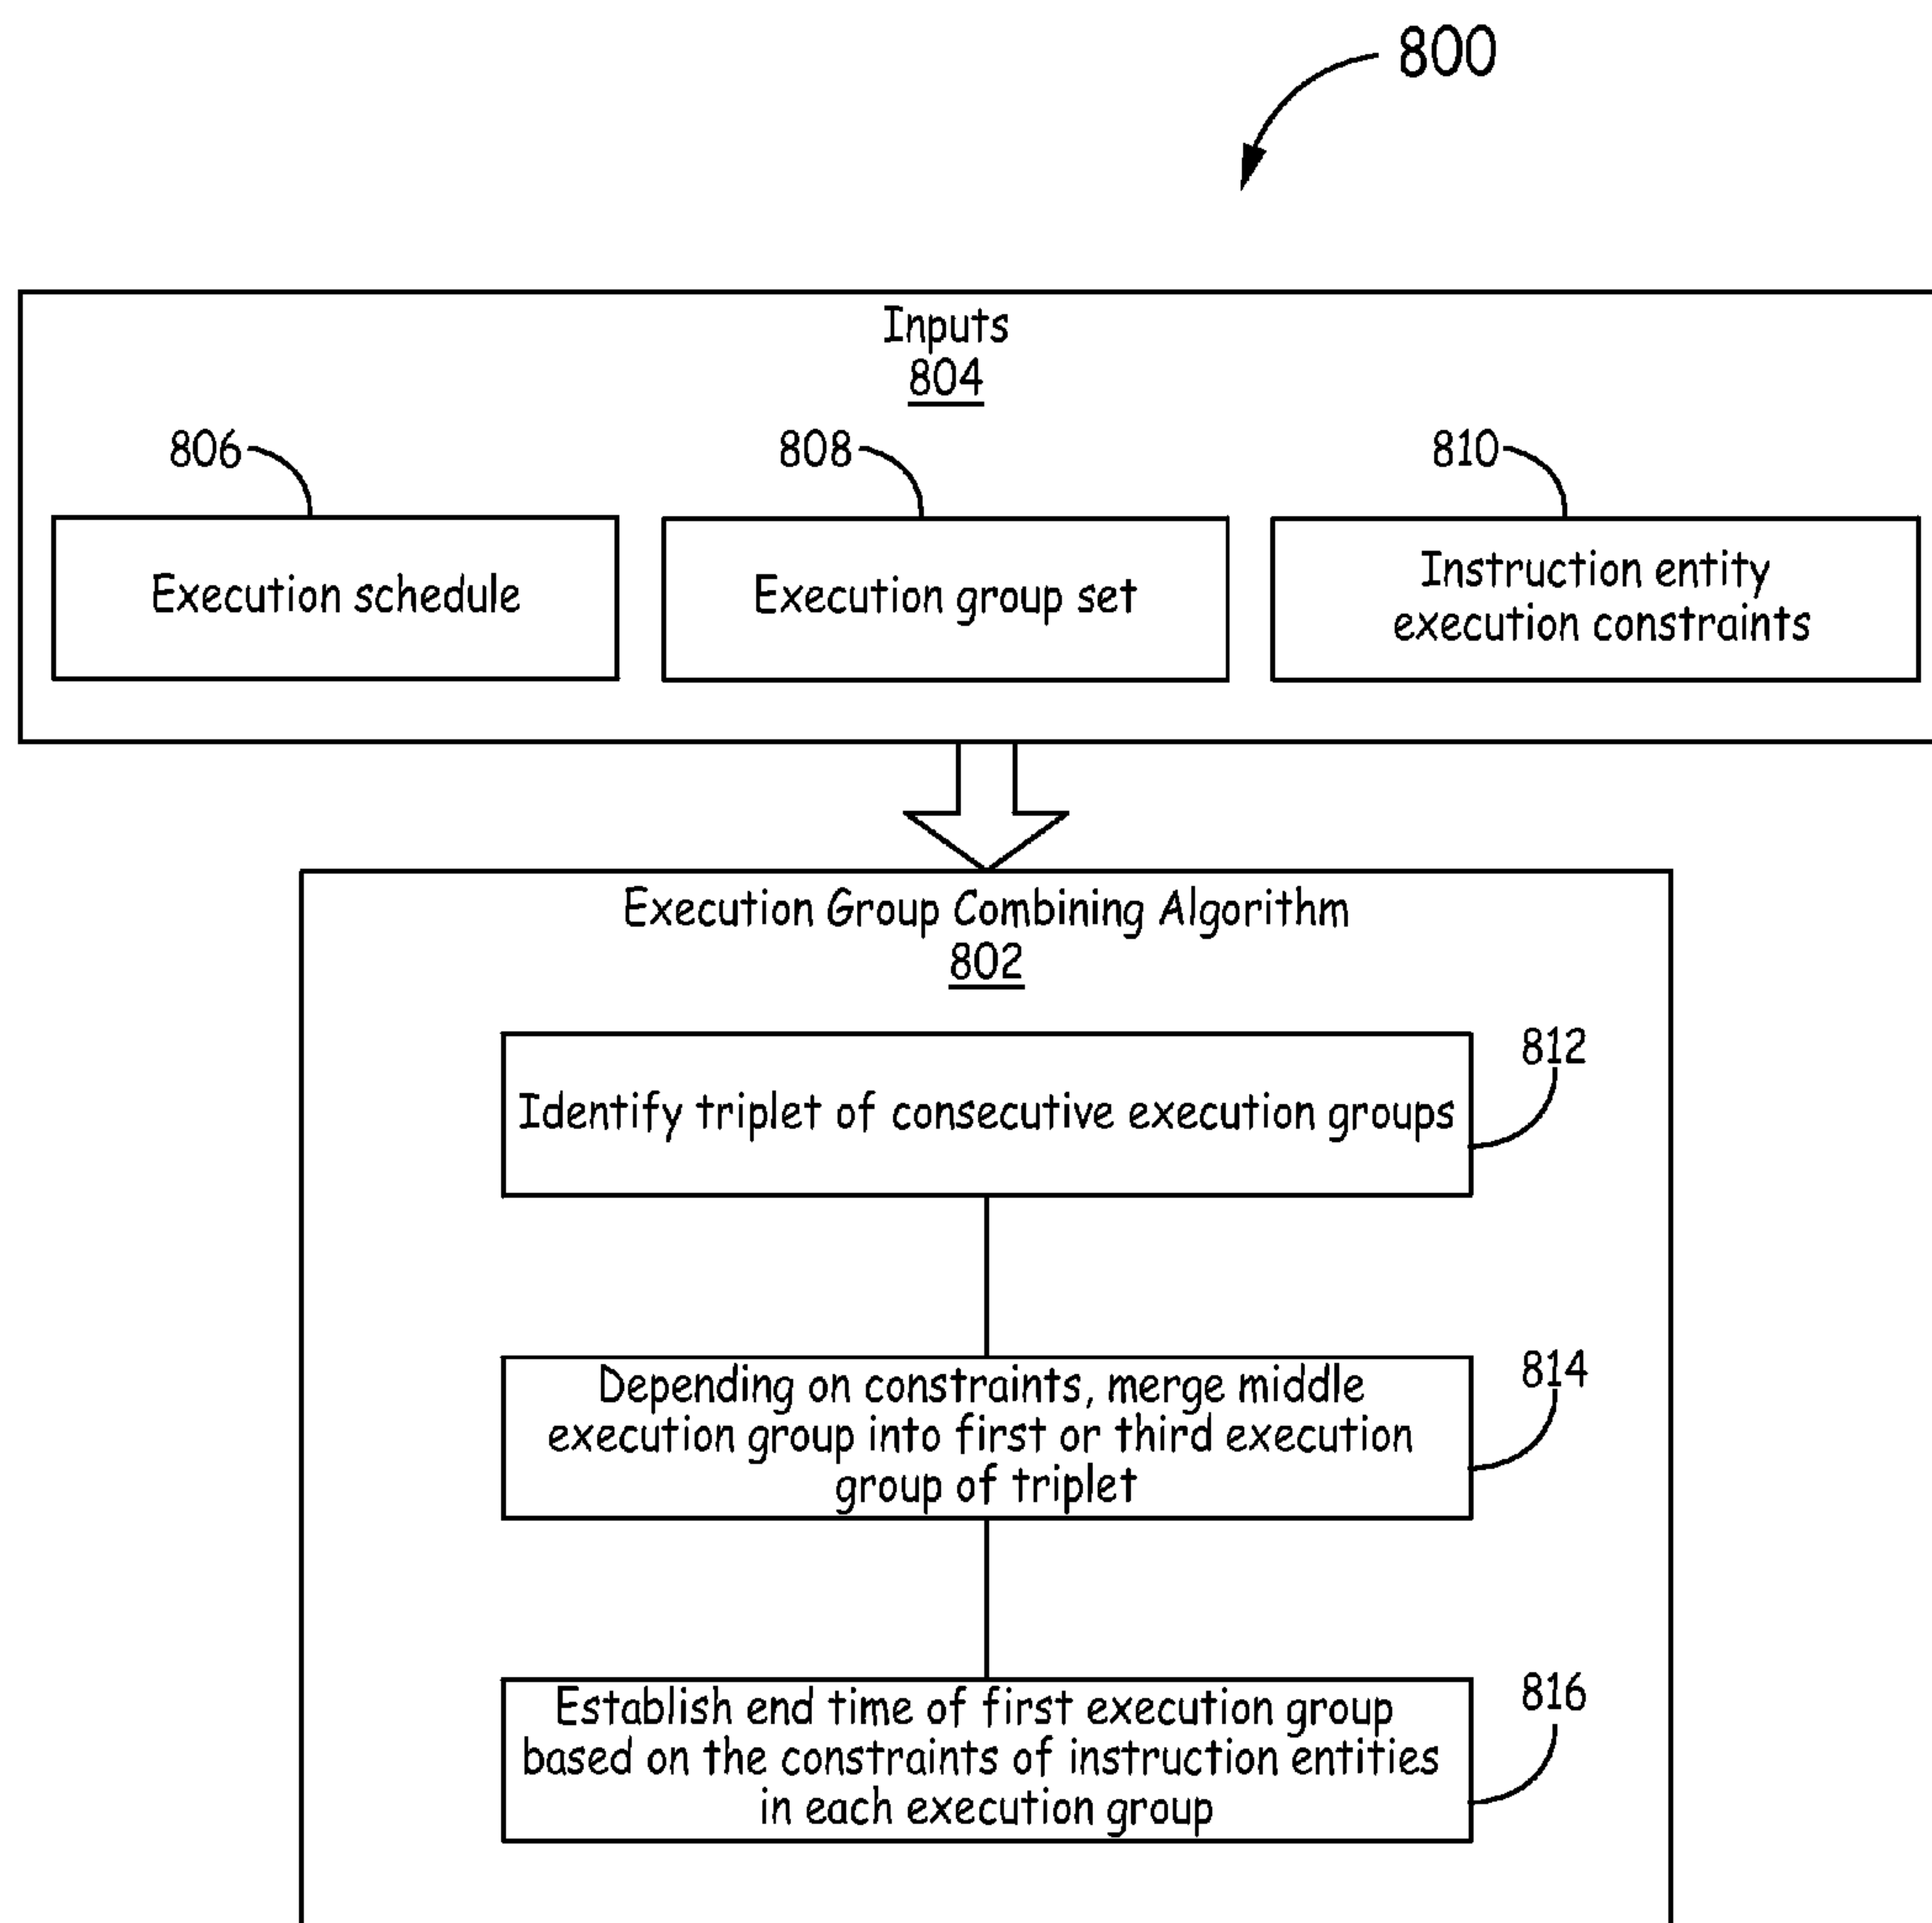 800
Inputs
804
806
808
810
Execution schedule
Execution group set
Instruction entity
execution constraints
Execution Group Combining Algorithm
802
812
Identify triplet of consecutive execution groups
814
Depending on constraints, merge middle
execution group into first or third execution
group of triplet
816
Establish end time of first execution group
based on the constraints of instruction entities
in each execution group